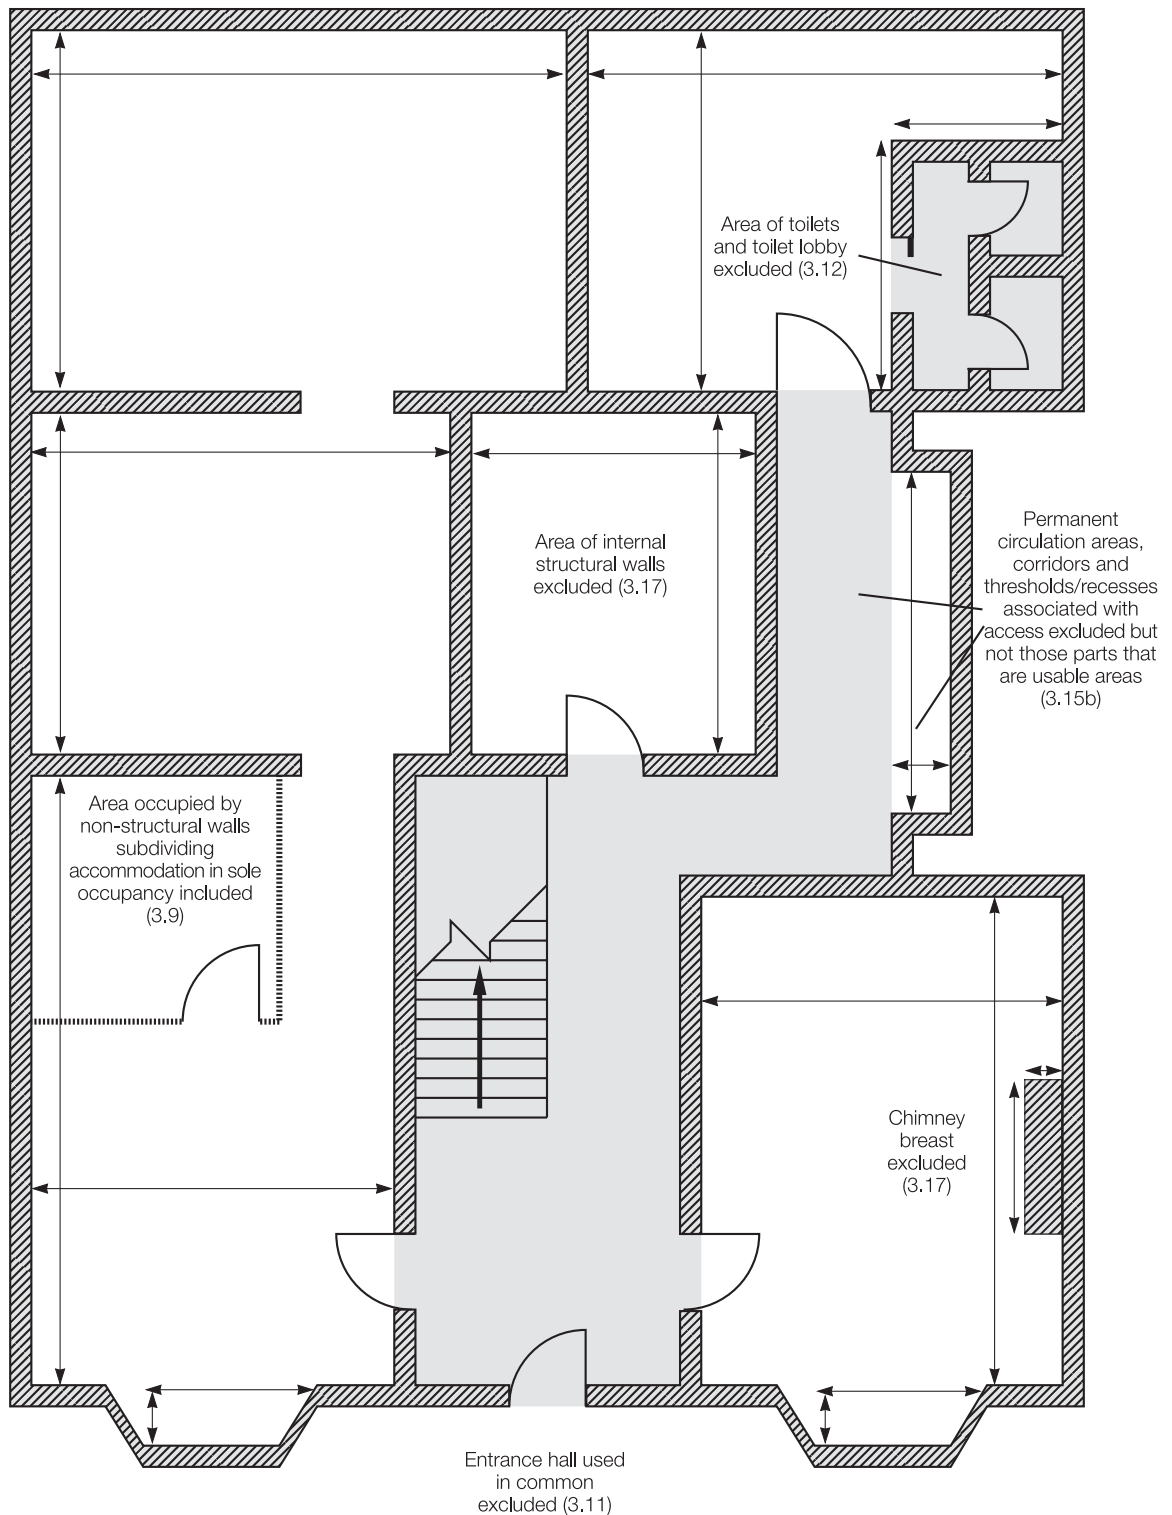 Area of toilets
and toilet lobby
excluded (3.12)
Area of internal
structural walls
excluded (3.17)
Permanent
circulation areas,
corridors and
thresholds/recesses
associated with
access excluded but
not those parts that
are usable areas
(3.15b)
Area occupied by
non-structural walls
subdividing
accommodation in sole
occupancy included
(3.9)
Chimney
breast
excluded
(3.17)
Entrance hall used
in common
excluded (3.11)